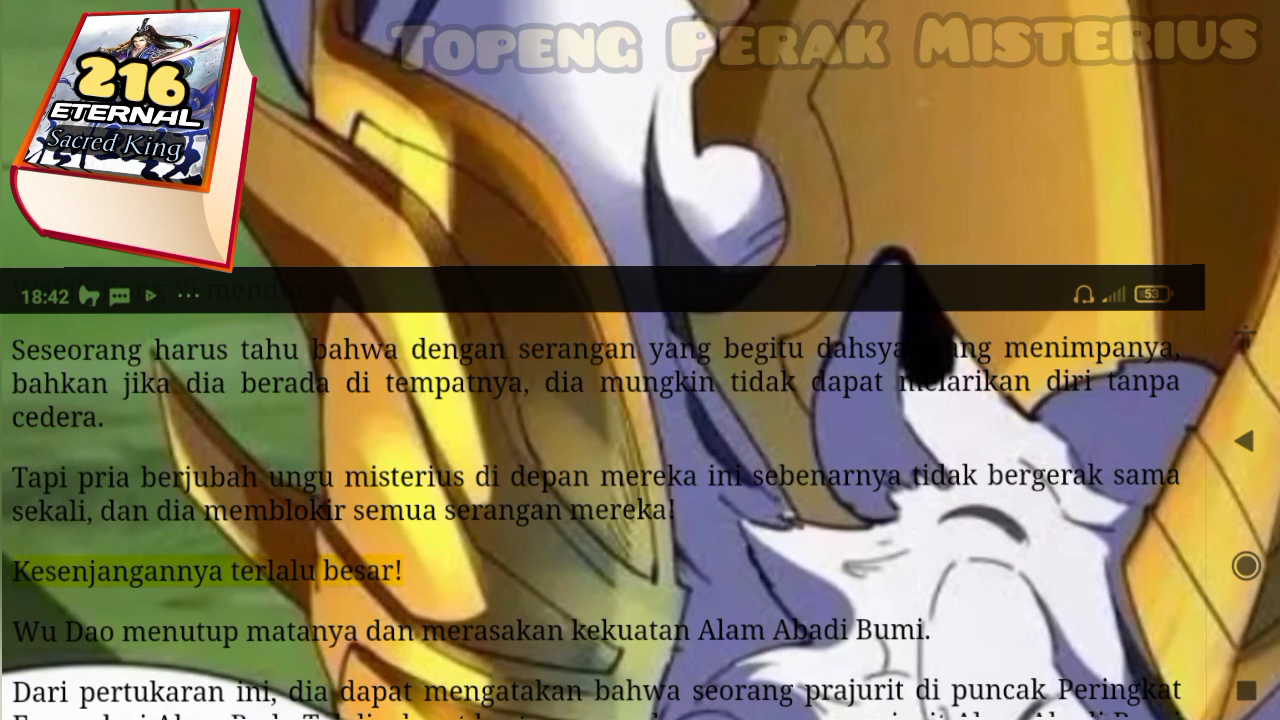 Topeng Perak Misterius
216
ETERNAL
Sacred King
18:42
53
Seseorang harus tahu bahwa dengan serangan yang begitu dahsyat yang menimpanya,
bahkan jika dia berada di tempatnya, dia mungkin tidak dapat melarikan diri tanpa
cedera.
Tapi pria berjubah ungu misterius di depan mereka ini sebenarnya tidak bergerak sama
sekali, dan dia memblokir semua serangan mereka!
Kesenjangannya terlalu besar!
Wu Dao menutup matanya dan merasakan kekuatan Alam Abadi Bumi.
Dari pertukaran ini, dia dapat mengatakan bahwa seorang prajurit di puncak Peringkat